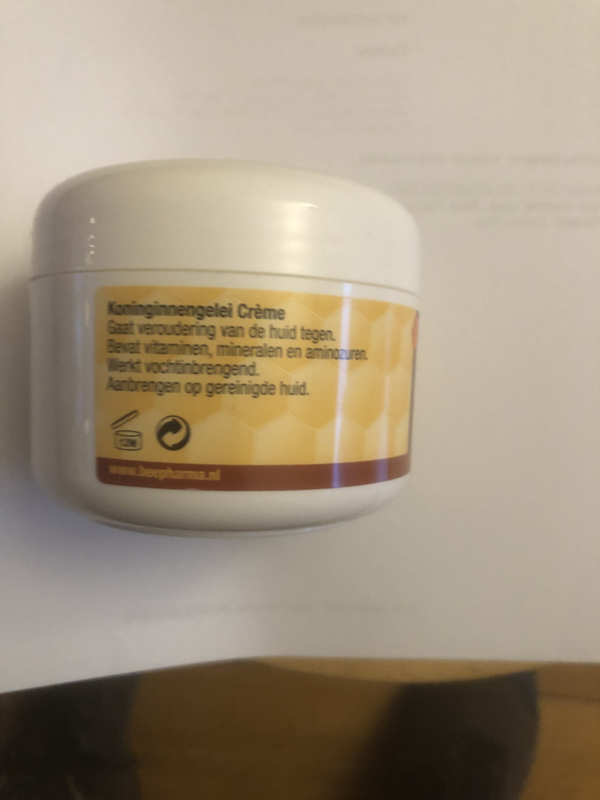 Koninginnengelei Crème
Gaat veroudering van de huid tegen.
Bevat vitaminen, mineralen en aminozuren.
Werkt vochtinbrengend.
Aanbrengen op gereinigde huid.
12M
www.beepharma.nl